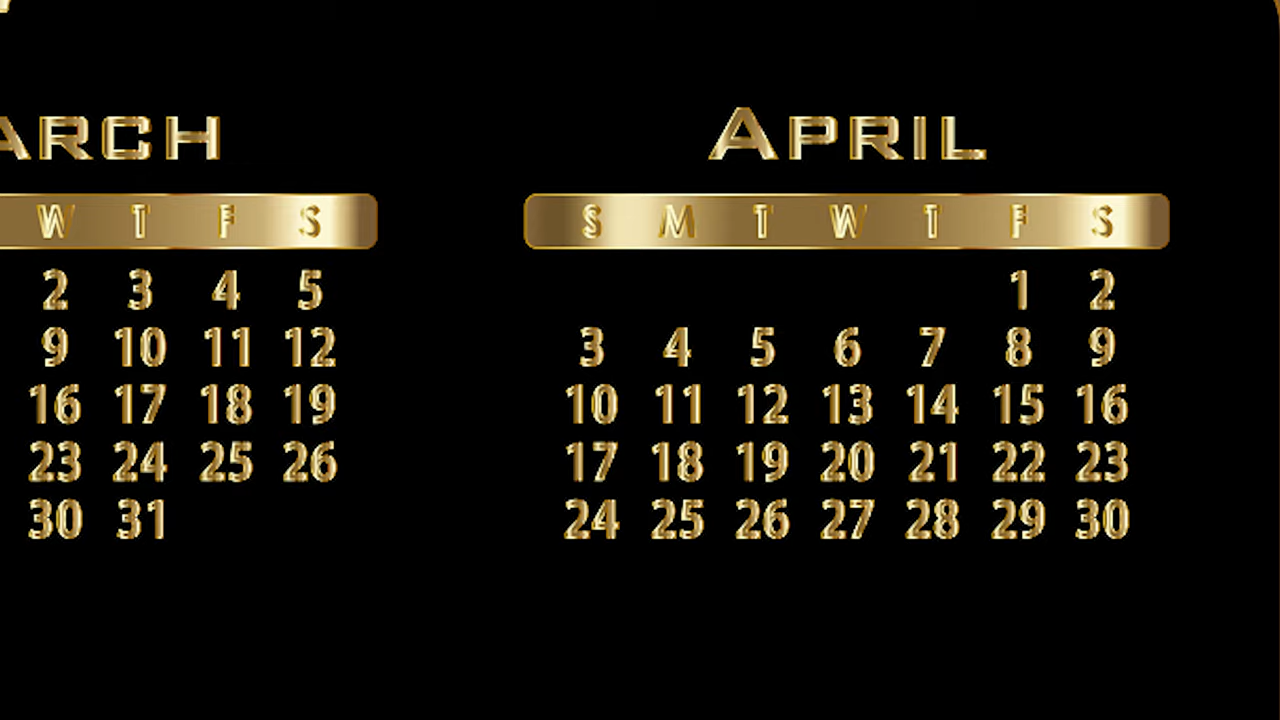 ARCH
W T F S
2 3 4 5
9 10 11 12
16 17 18 19
23 24 25 26
30 31
APRIL
S M T W T F S
1 2
3 4 5 6 7 8 9
10 11 12 13 14 15 16
17 18 19 20 21 22 23
24 25 26 27 28 29 30